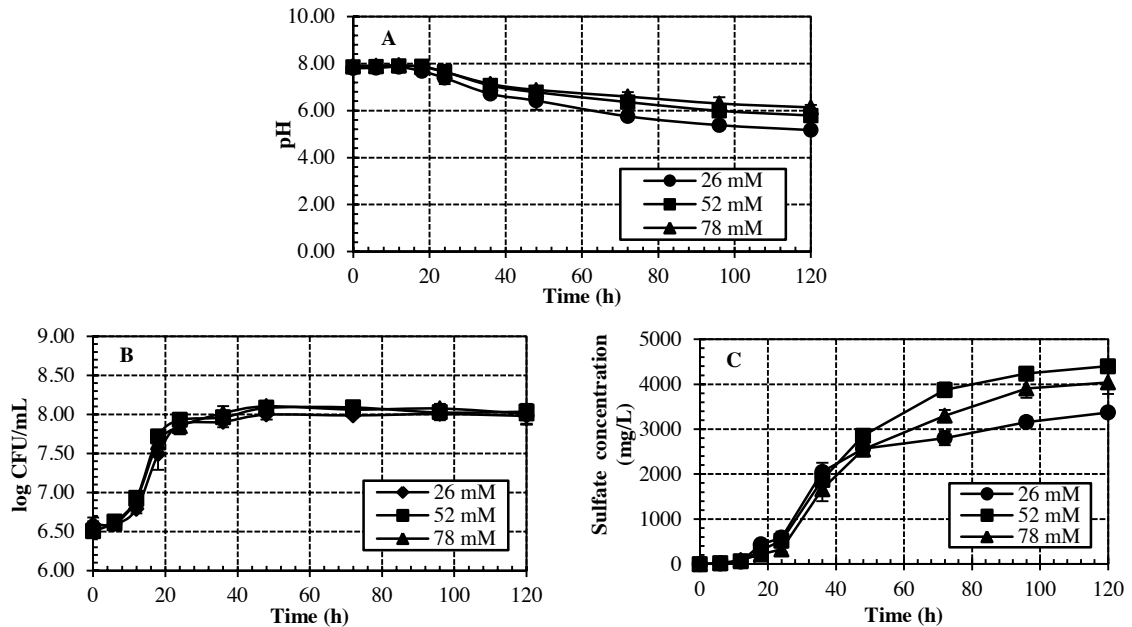 10.00
8.00
6.00
4.00
2.00
0.00
pH
A
26 mM
52 mM
78 mM
0 20 40 60 80 100 120
Time (h)
9.00
8.50
8.00
7.50
7.00
6.50
6.00
log CFU/mL
B
26 mM
52 mM
78 mM
0 20 40 60 80 100 120
Time (h)
5000
4000
3000
2000
1000
0
Sulfate concentration
(mg/L)
C
26 mM
52 mM
78 mM
0 20 40 60 80 100 120
Time (h)